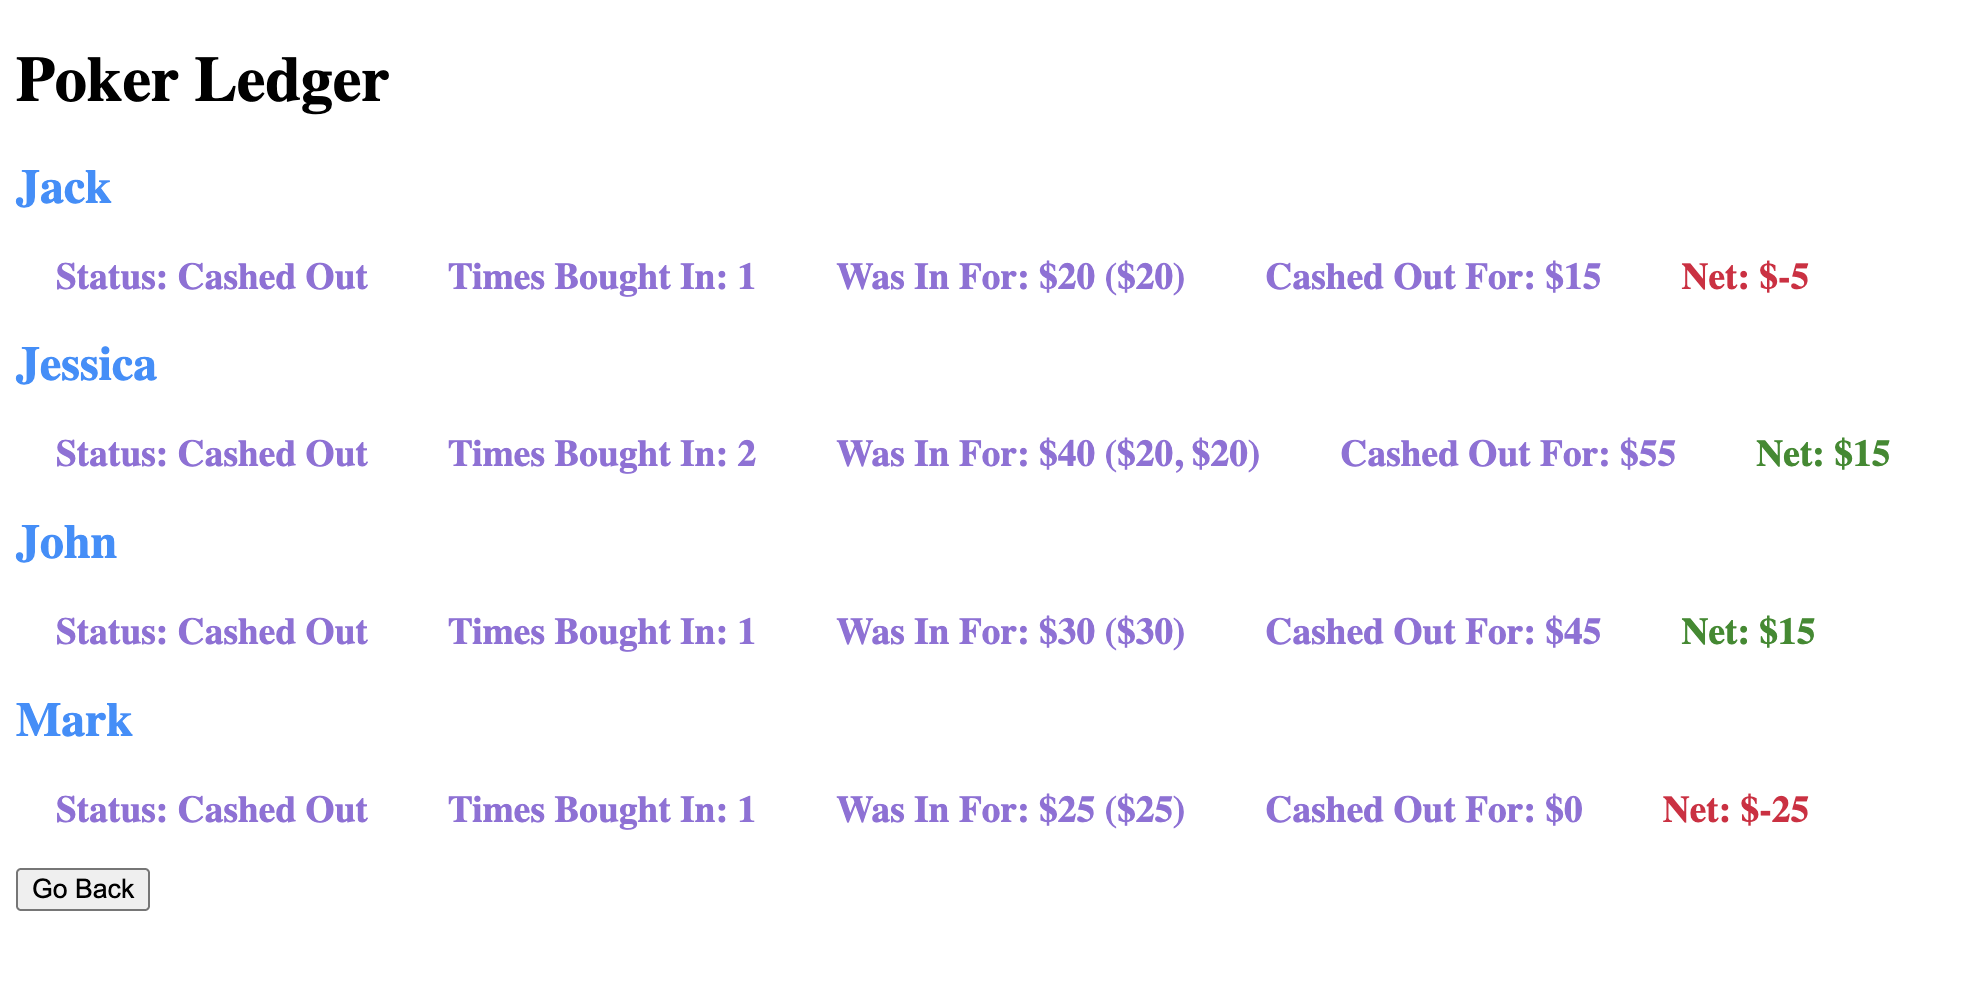 Poker Ledger
Jack
Status: Cashed Out Times Bought In: 1 Was In For: $20 ($20) Cashed Out For: $15 Net: $-5
Jessica
Status: Cashed Out Times Bought In: 2 Was In For: $40 ($20, $20) Cashed Out For: $55 Net: $15
John
Status: Cashed Out Times Bought In: 1 Was In For: $30 ($30) Cashed Out For: $45 Net: $15
Mark
Status: Cashed Out Times Bought In: 1 Was In For: $25 ($25) Cashed Out For: $0 Net: $-25
Go Back